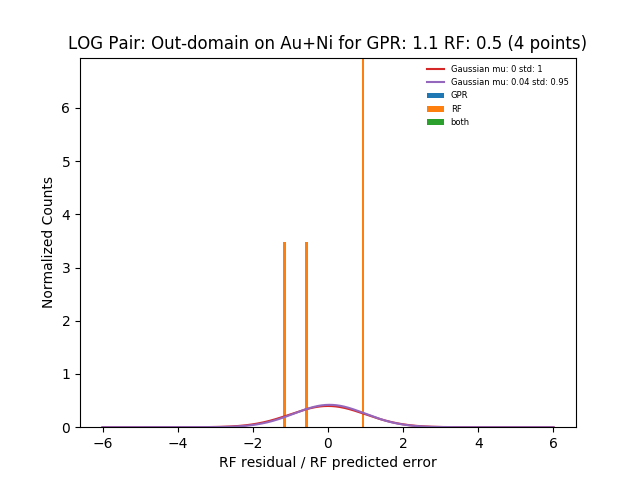 LOG Pair: Out-domain on Au+Ni for GPR: 1.1 RF: 0.5 (4 points)
Gaussian mu: 0 std: 1
Gaussian mu: 0.04 std: 0.95
GPR
RF
both
Normalized Counts
6
5
4
3
2
1
0
−6 −4 −2 0 2 4 6
RF residual / RF predicted error